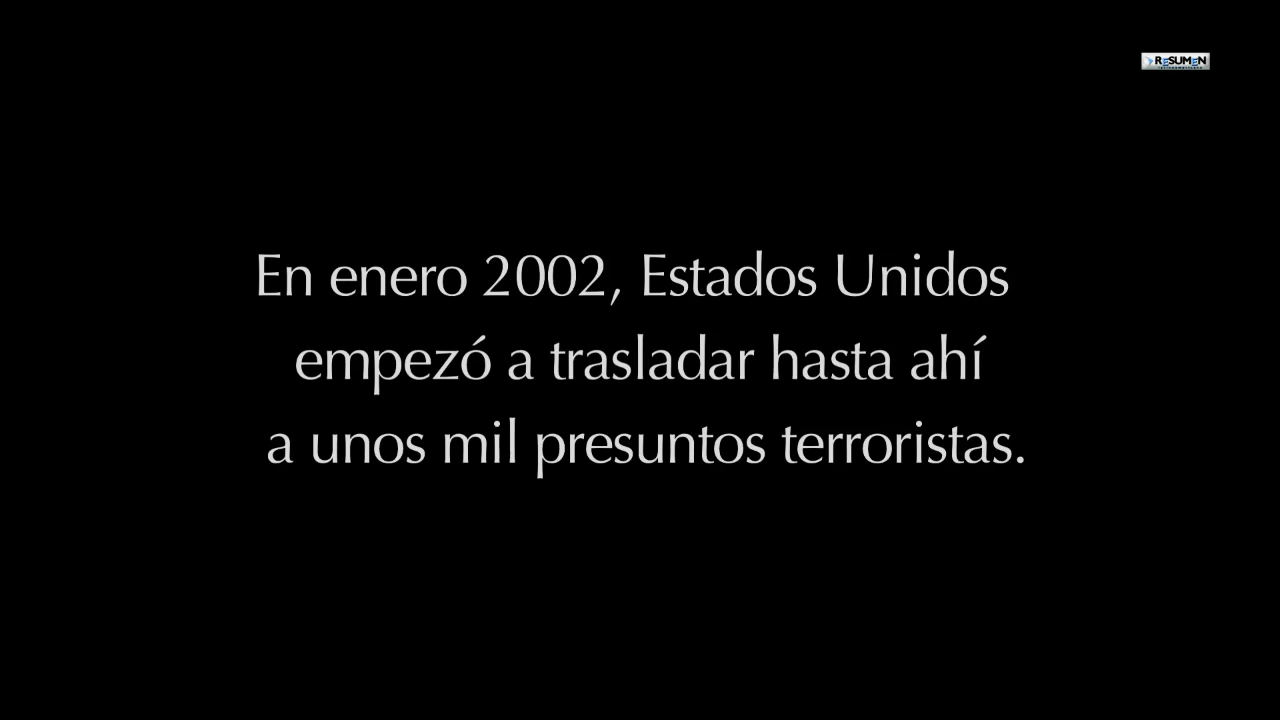 RESUMEN
En enero 2002, Estados Unidos
empezó a trasladar hasta ahí
a unos mil presuntos terroristas.